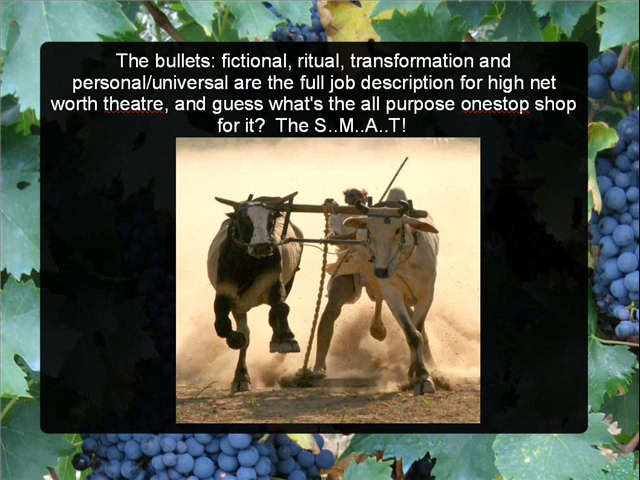 The bullets: fictional, ritual, transformation and
personal/universal are the full job description for high net
worth theatre, and guess what's the all purpose onestop shop
for it?  The S..M..A..T!